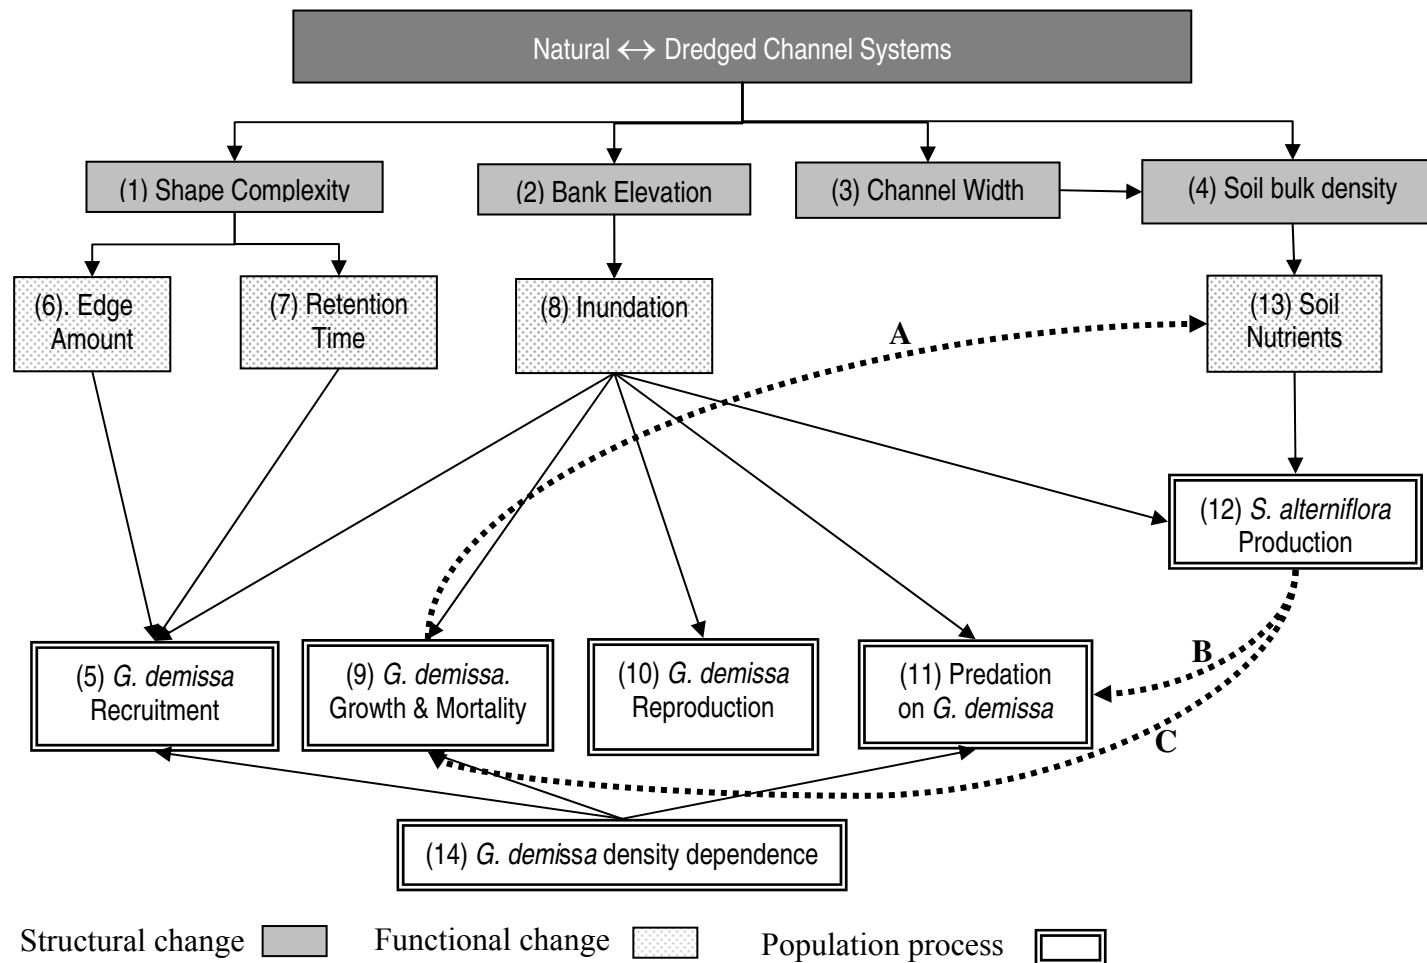 Natural ↔ Dredged Channel Systems
(1) Shape Complexity
(2) Bank Elevation
(3) Channel Width
(4) Soil bulk density
(6). Edge
Amount
(7) Retention
Time
(8) Inundation
(13) Soil
Nutrients
A
(12) S. alterniflora
Production
(5) G. demissa
Recruitment
(9) G. demissa.
Growth & Mortality
(10) G. demissa
Reproduction
(11) Predation
on G. demissa
B
C
(14) G. demissa density dependence
Structural change
Functional change
Population process